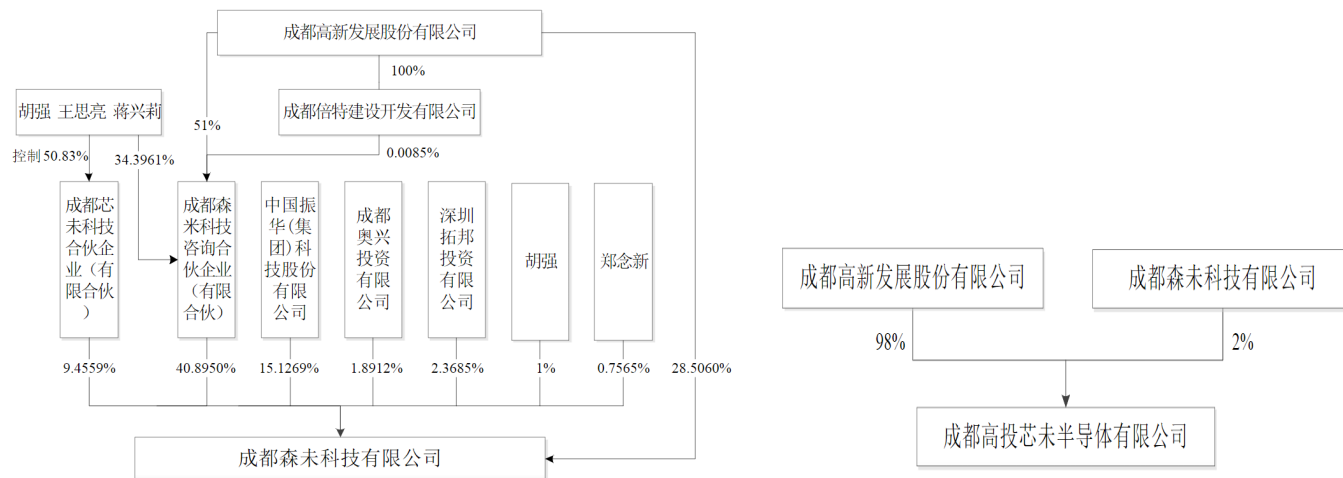 成都高新发展股份有限公司
100%
胡强 王思亮 蒋兴莉
成都倍特建设开发有限公司
51%
控制50.83%
34.3961%
0.0085%
成都芯
未科技
合伙企
业（有
限合伙
）
成都森
米科技
咨询合
伙企业
（有限
合伙）
中国振
华(集
团)科
技股份
有限公
司
成都
奥兴
投资
有限
公司
深圳
拓邦
投资
有限
公司
胡强
郑念新
9.4559%
40.8950%
15.1269%
1.8912%
2.3685%
1%
0.7565%
28.5060%
成都森未科技有限公司
成都高新发展股份有限公司
成都森未科技有限公司
98%
2%
成都高投芯未半导体有限公司